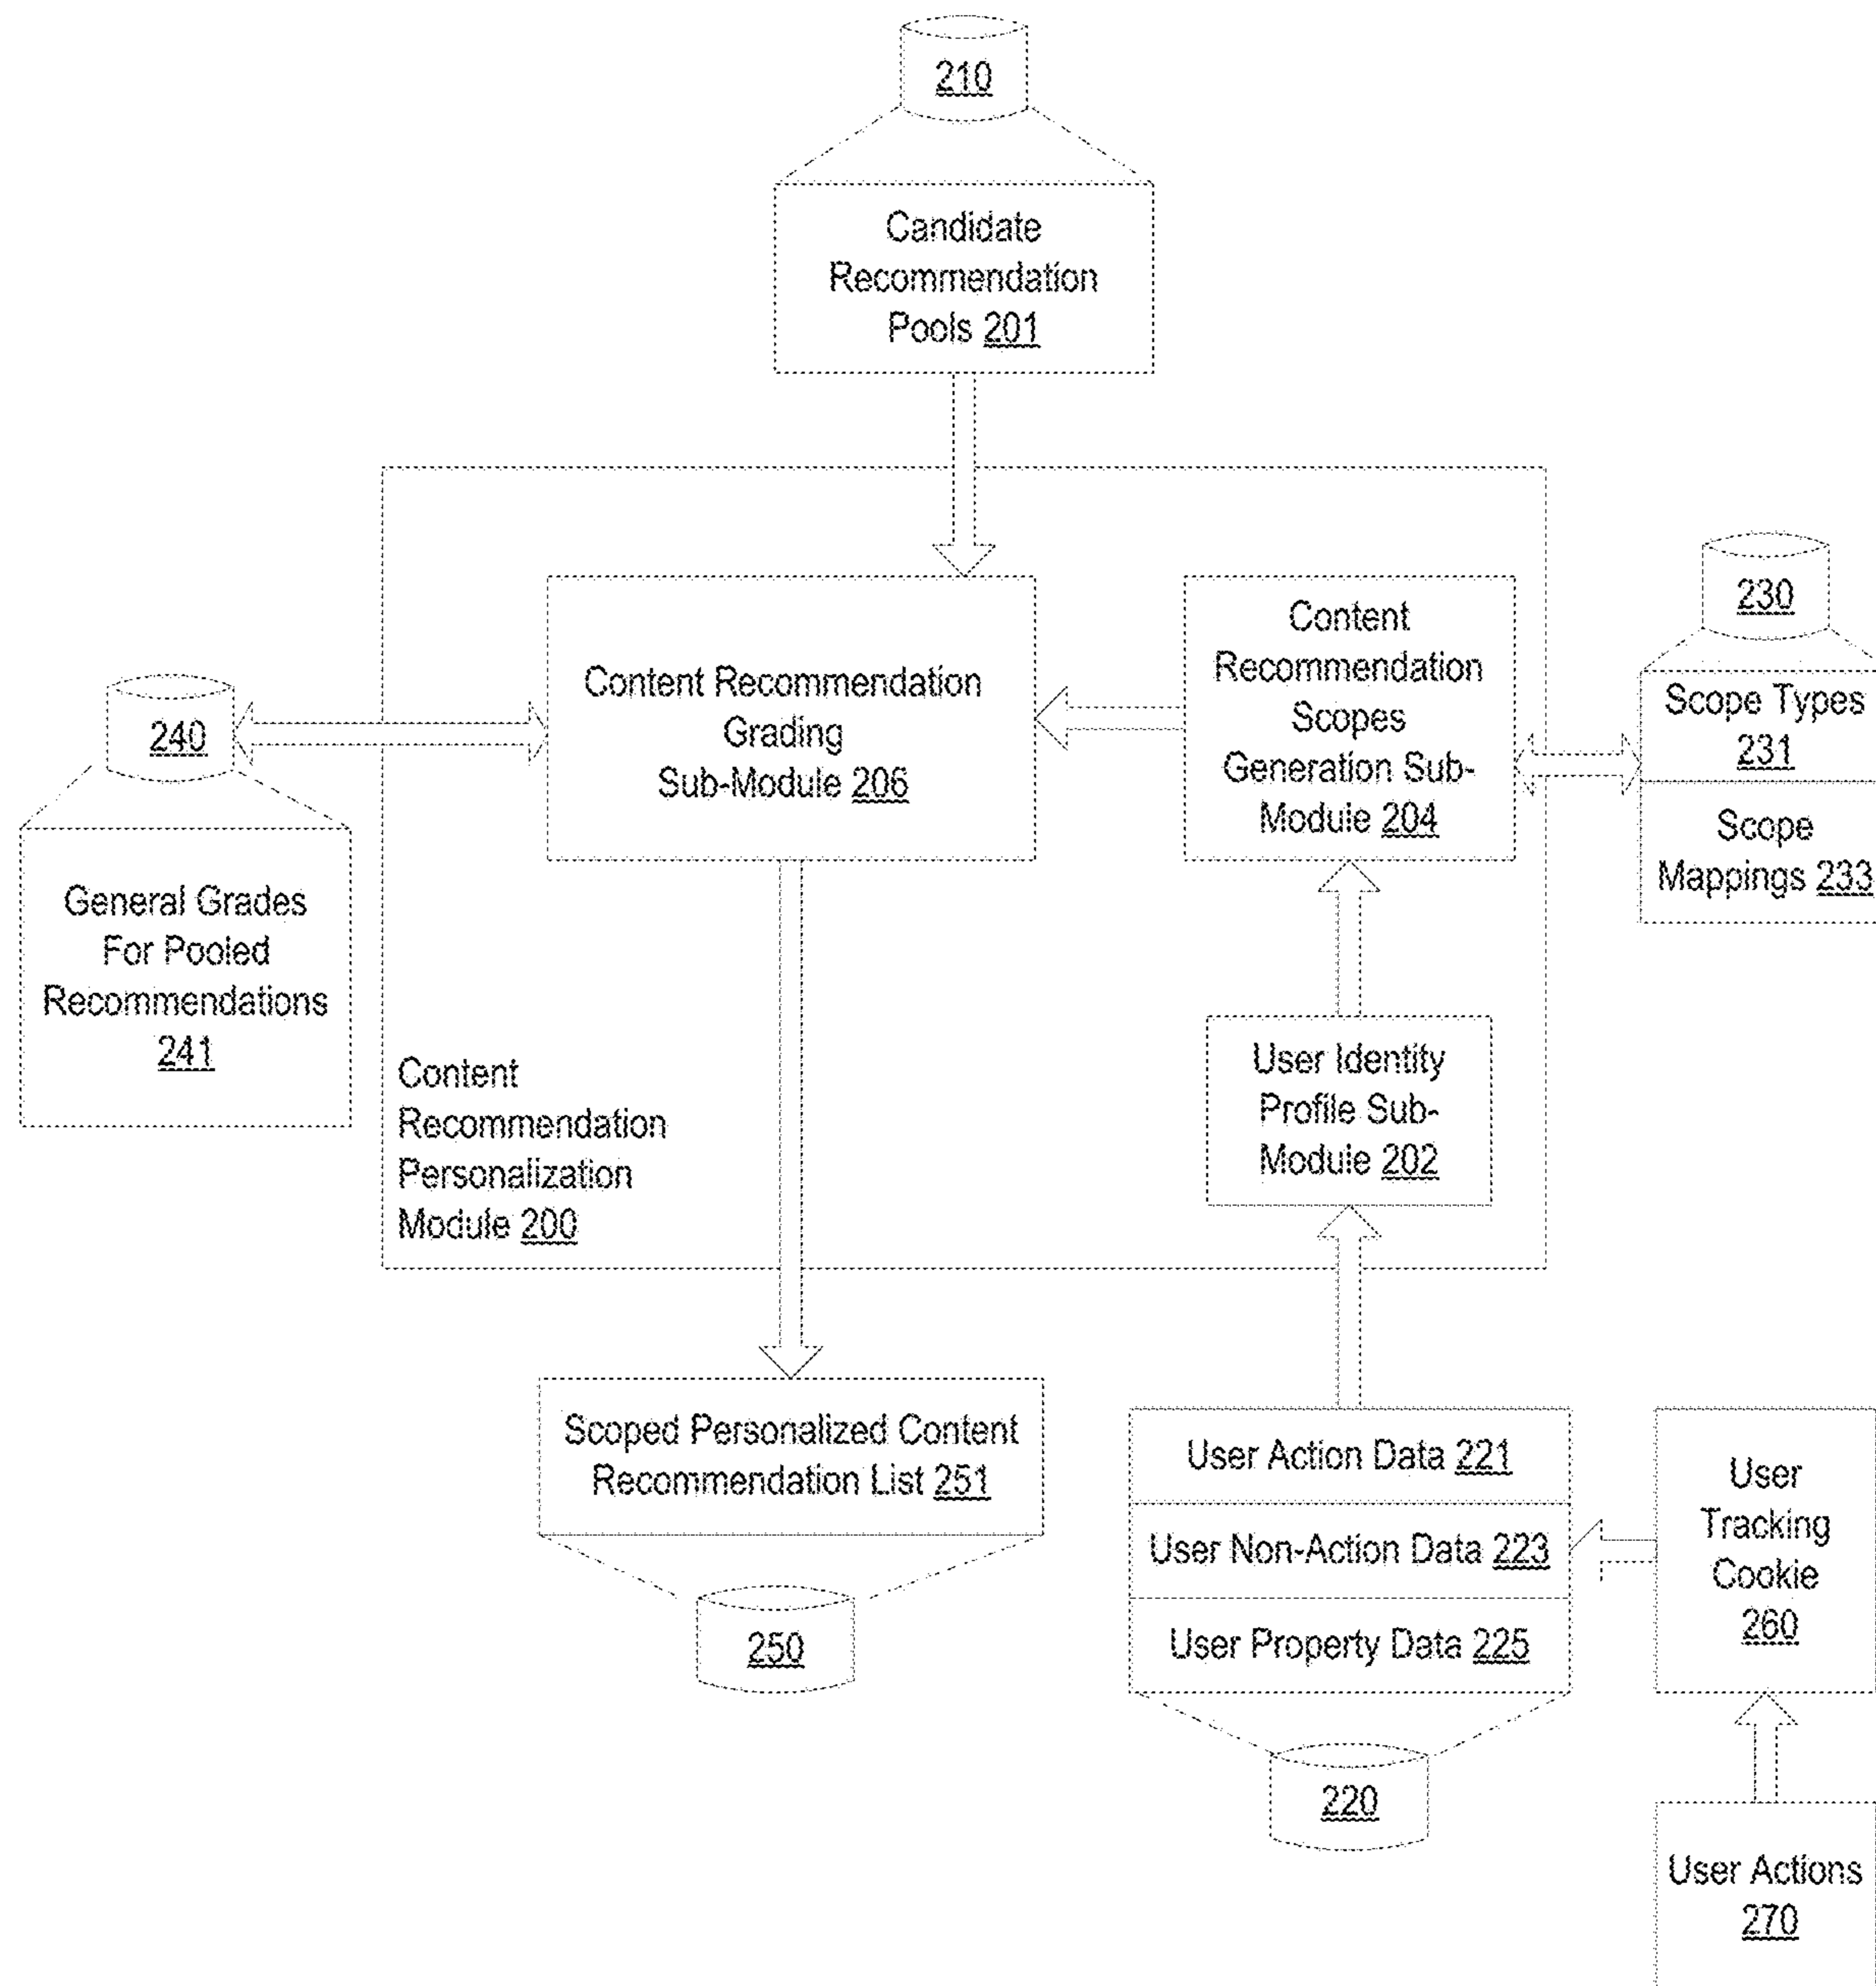 210
Candidate
Recommendation
Pools 201
Content Recommendation
Grading
Sub-Module 206
Content
Recommendation
Scopes
Generation Sub-
Module 204
230
Scope Types
231
Scope
Mappings 233
240
General Grades
For Pooled
Recommendations
241
Content
Recommendation
Personalization
Module 200
User Identity
Profile Sub-
Module 202
Scoped Personalized Content
Recommendation List 251
250
User Action Data 221
User Non-Action Data 223
User Property Data 225
220
User
Tracking
Cookie
260
User Actions
270